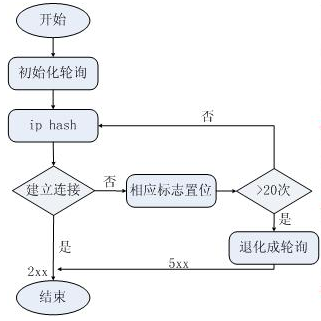 开始
初始化轮询
ip hash
否
建立连接
否
相应标志置位
>20次
是
是
退化成轮询
5xx
2xx
结束